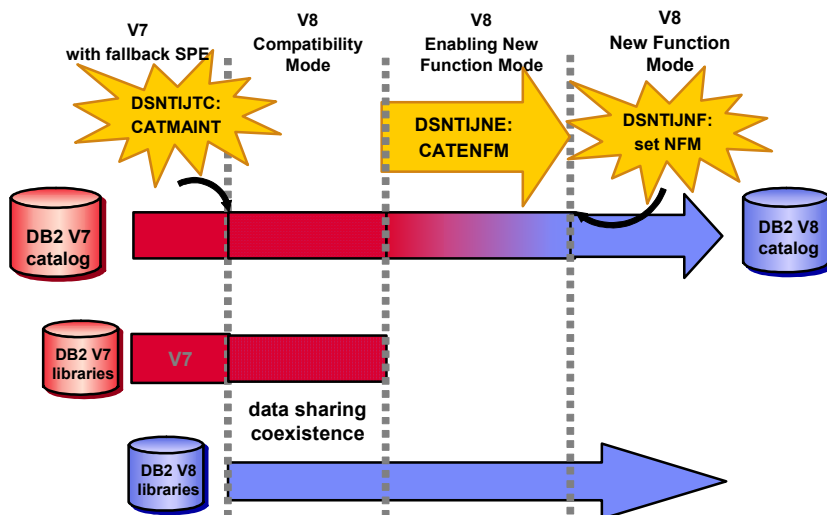 V7
with fallback SPE
V8
Compatibility
Mode
V8
Enabling New
Function Mode
V8
New Function
Mode
DSNTIJTC:
CATMAINT
DSNTIJNE:
CATENFM
DSNTIJNF:
set NFM
DB2 V7
catalog
DB2 V8
catalog
DB2 V7
libraries
V7
data sharing
coexistence
DB2 V8
libraries